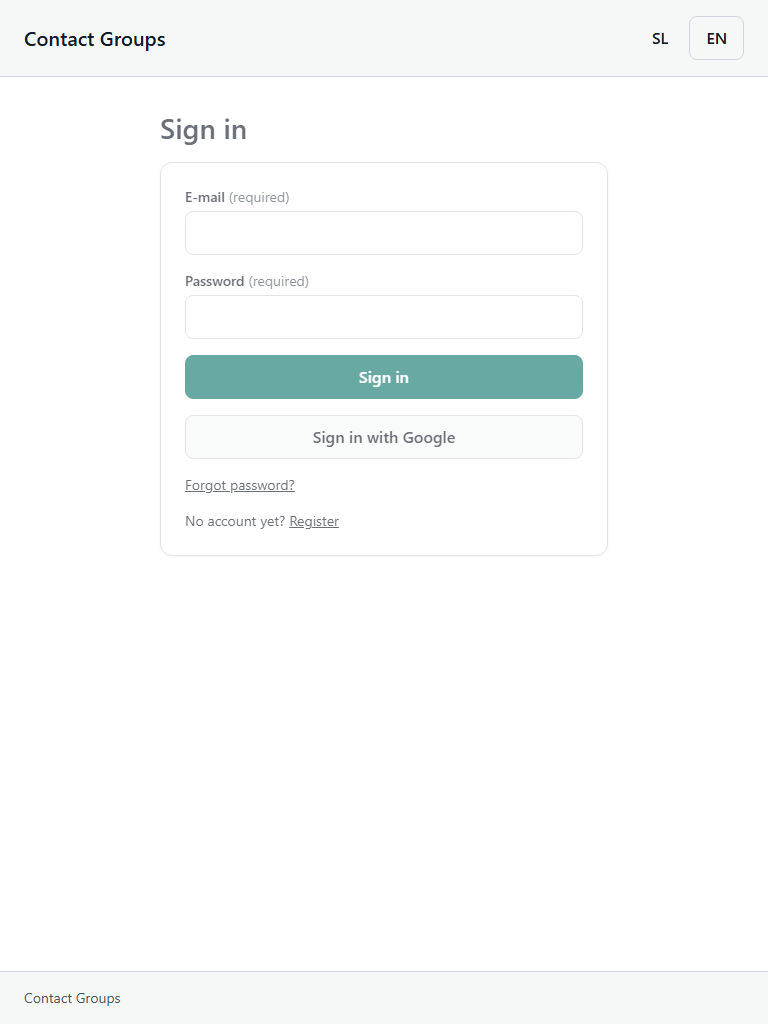 Contact Groups
SL
EN
Sign in
E-mail (required)
Password (required)
Sign in
Sign in with Google
Forgot password?
No account yet? Register
Contact Groups